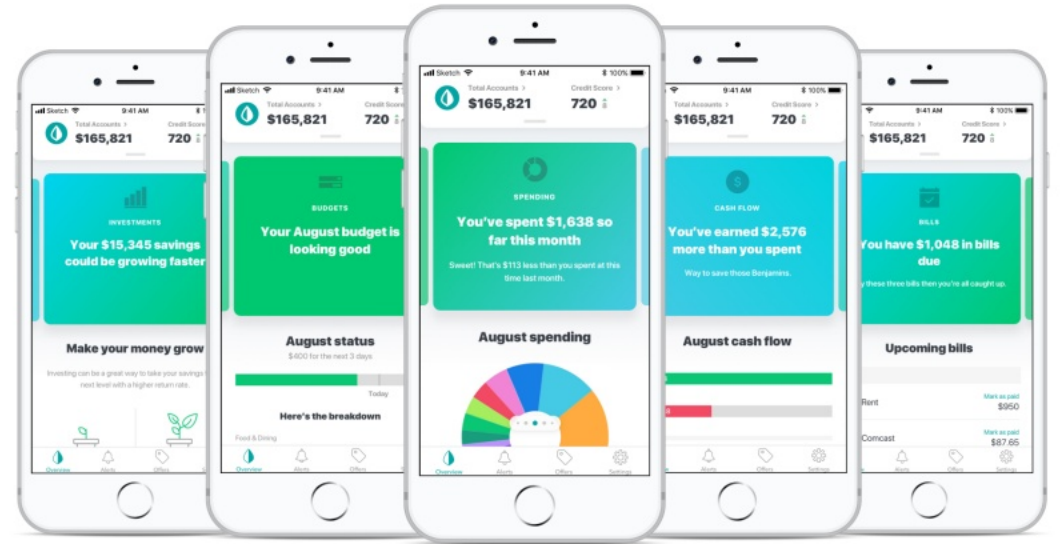 Sketch 9:41 AM
Total Accounts > Credit Score
$165,821 720
INVESTMENTS
Your $15,345 savings
could be growing faster
Make your money grow
Investing can be a great way to take your savings
next level with a higher return rate.
Overview Alerts Offers
Sketch 9:41 AM
Total Accounts > Credit Score
$165,821 720
BUDGETS
Your August budget is
looking good
August status
$400 for the next 3 days
Today
Here's the breakdown
Food & Dining
Overview Alerts Offers
Sketch 9:41 AM 100%
Total Accounts > Credit Score >
$165,821 720
SPENDING
You've spent $1,638 so
far this month
Sweet! That's $113 less than you spent at this
time last month.
August spending
Overview Alerts Offers Settings
9:41 AM 100%
Total Accounts > Credit Score >
$165,821 720
CASH FLOW
You've earned $2,576
more than you spent
Way to save those Benjamins.
August cash flow
Alerts Offers Settings
9:41 AM 100%
Total Accounts > Credit Score >
$165,821 720
BILLS
You have $1,048 in bills
due
these three bills then you're all caught up.
Upcoming bills
Rent Mark as paid
$950
Comcast Mark as paid
$87.65
Alerts Offers Settings